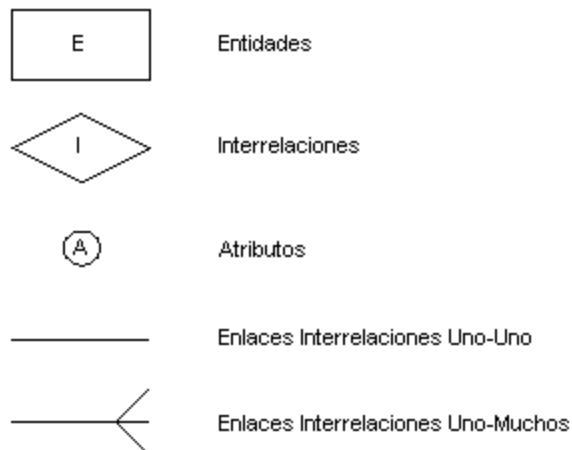 E Entidades
I Interrelaciones
A Atributos
Enlaces Interrelaciones Uno-Uno
Enlaces Interrelaciones Uno-Muchos